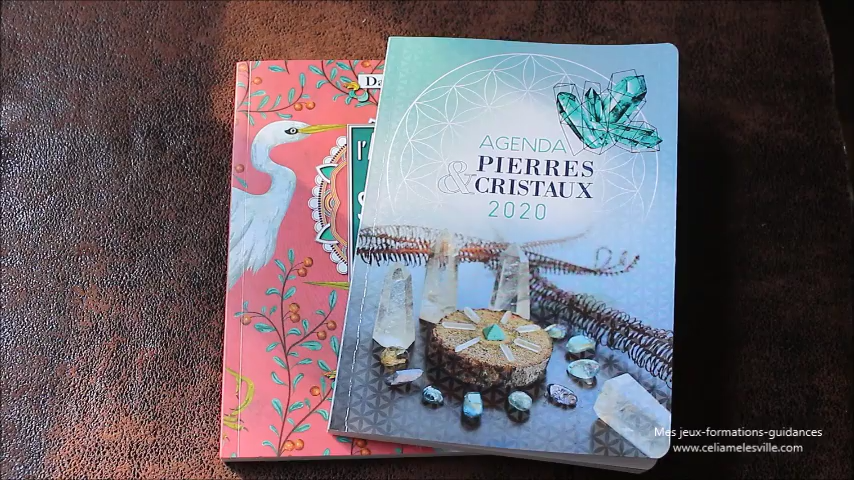 AGENDA
PIERRES
& CRISTAUX
2020
Mes jeux-formations-guidances
www.celiamelesville.com